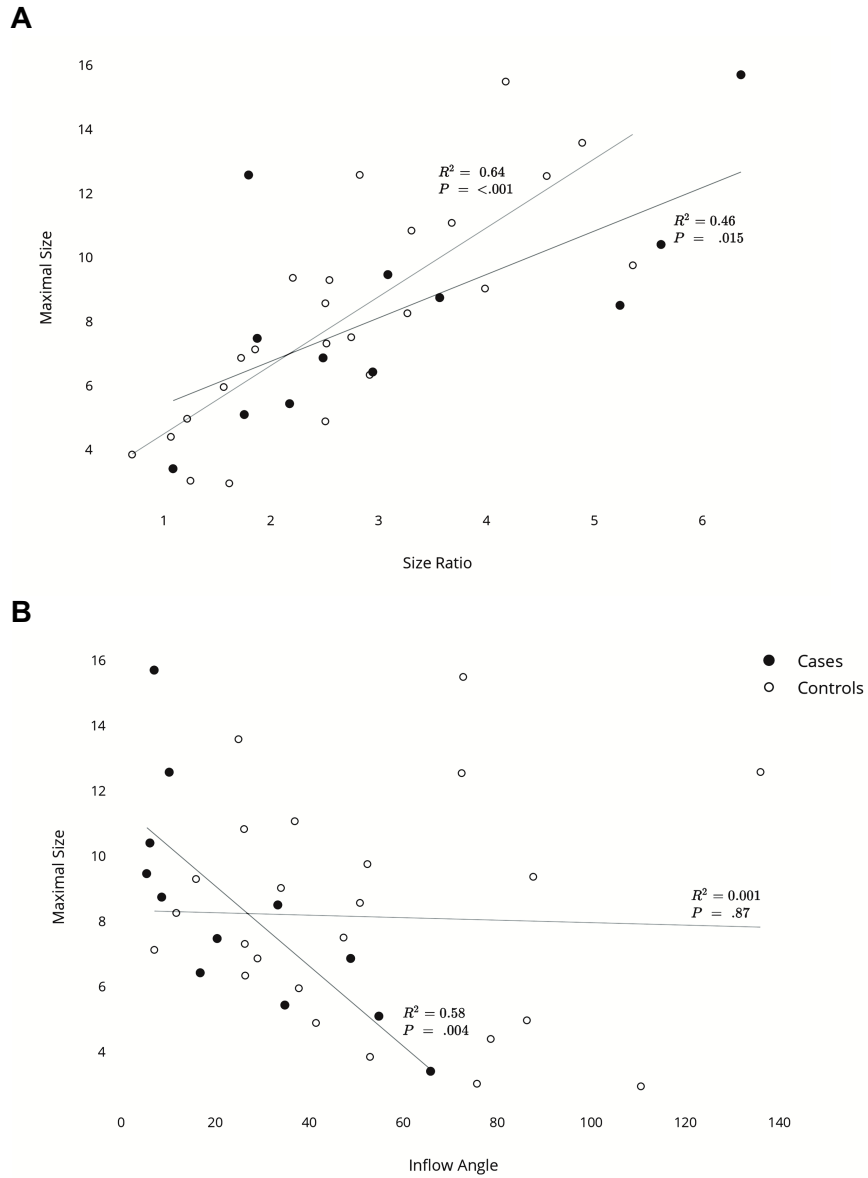 A
16
14
12
10
8
6
4
Maximal Size
R² = 0.64
P = <.001
R² = 0.46
P = .015
1 2 3 4 5 6
Size Ratio
B
16
14
12
10
8
6
4
Maximal Size
Cases
Controls
R² = 0.001
P = .87
R² = 0.58
P = .004
0 20 40 60 80 100 120 140
Inflow Angle